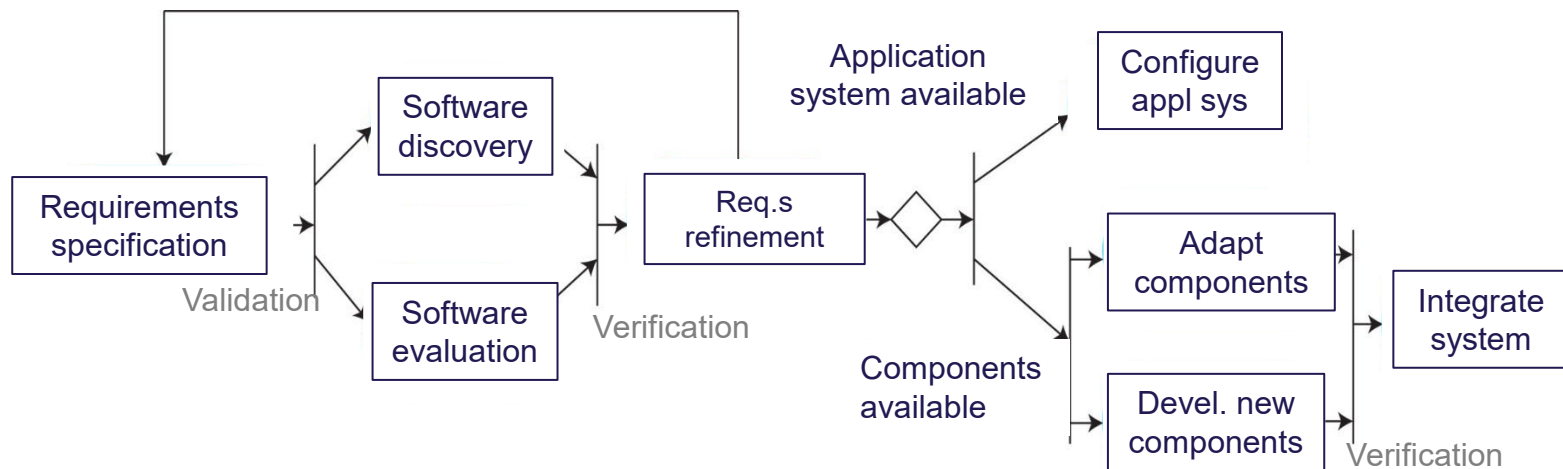 Requirements
specification
Validation
Software
discovery
Software
evaluation
Verification
Req.s
refinement
Application
system available
Configure
appl sys
Components
available
Adapt
components
Devel. new
components
Verification
Integrate
system